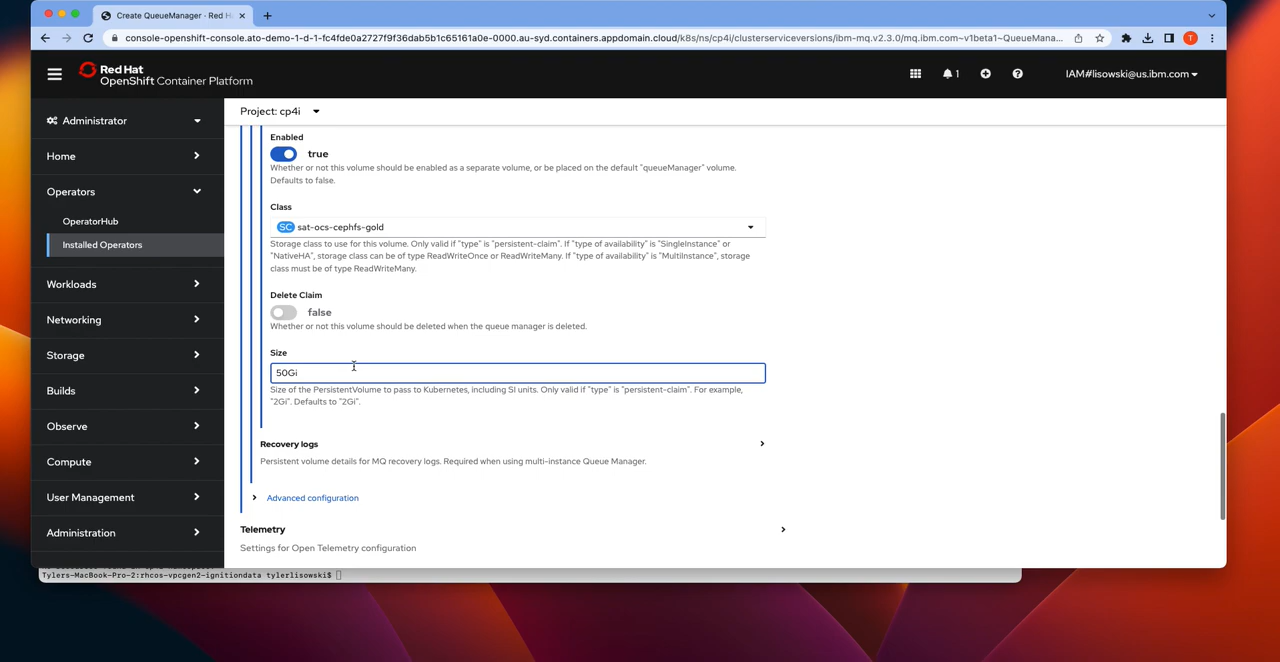 Create QueueManager - Red H
console-openshift-console.ato-demo-1-d-1-fc4fde0a2727f9f36dab5b1c65161a0e-0000.au-syd.containers.appdomain.cloud/k8s/ns/cp4i/clusterserviceversions/ibm-mq.v2.3.0/mq.ibm.com~v1beta1~QueueMana...
T
Red Hat
OpenShift Container Platform
1
IAM#lisowski@us.ibm.com
Administrator
Home
Operators
OperatorHub
Installed Operators
Workloads
Networking
Storage
Builds
Observe
Compute
User Management
Administration
Project: cp4i
Enabled
true
Whether or not this volume should be enabled as a separate volume, or be placed on the default "queueManager" volume.
Defaults to false.
Class
SC sat-ocs-cephfs-gold
Storage class to use for this volume. Only valid if "type" is "persistent-claim". If "type of availability" is "SingleInstance" or
"NativeHA", storage class can be of type ReadWriteOnce or ReadWriteMany. If "type of availability" is "MultiInstance", storage
class must be of type ReadWriteMany.
Delete Claim
false
Whether or not this volume should be deleted when the queue manager is deleted.
Size
50Gi
Size of the PersistentVolume to pass to Kubernetes, including SI units. Only valid if "type" is "persistent-claim". For example,
"2Gi". Defaults to "2Gi".
Recovery logs
Persistent volume details for MQ recovery logs. Required when using multi-instance Queue Manager.
Advanced configuration
Telemetry
Settings for Open Telemetry configuration
Tylers-MacBook-Pro-2:rhcos-vpcgen2-ignitiondata tylerlisowski$